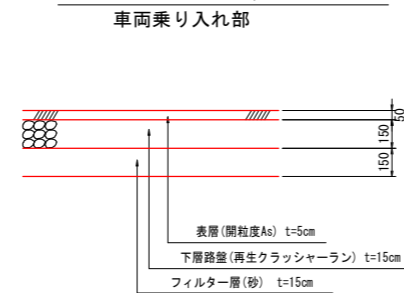 車両乗り入れ部
50
150
150
表層(開粒度As) t=5cm
下層路盤(再生クラッシャーラン) t=15cm
フィルター層(砂) t=15cm